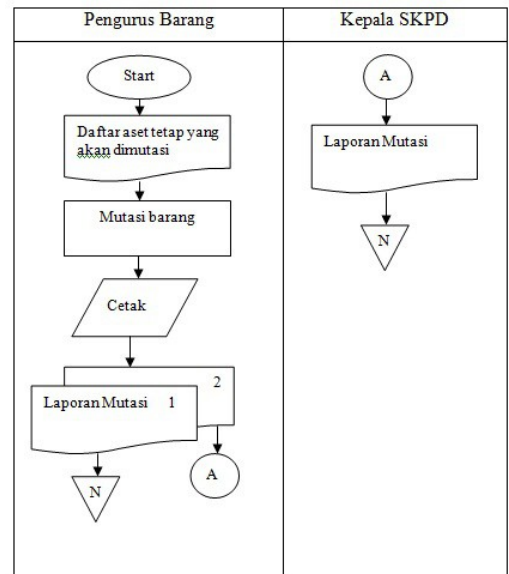 Pengurus Barang
Kepala SKPD
Start
Daftar aset tetap yang
akan dimutasi
Mutasi barang
Cetak
2
Laporan Mutasi 1
N
A
A
Laporan Mutasi
N